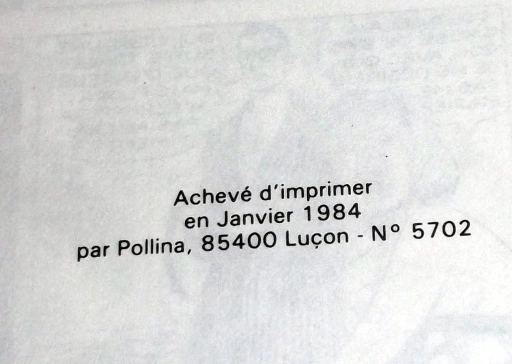 Achevé d'imprimer
en Janvier 1984
par Pollina, 85400 Luçon - N° 5702